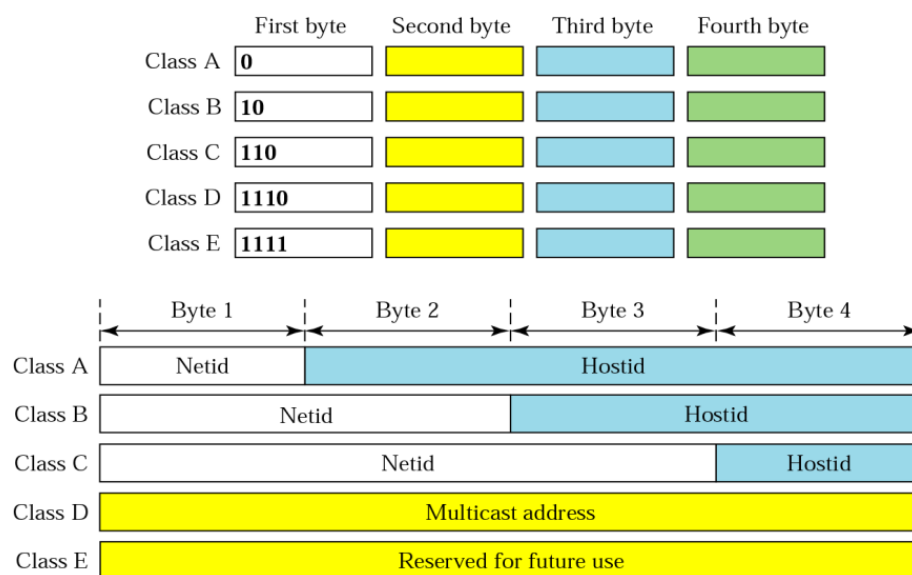 First byte Second byte Third byte Fourth byte
Class A 0
Class B 10
Class C 110
Class D 1110
Class E 1111
Byte 1 Byte 2 Byte 3 Byte 4
Class A Netid Hostid
Class B Netid Hostid
Class C Netid Hostid
Class D Multicast address
Class E Reserved for future use